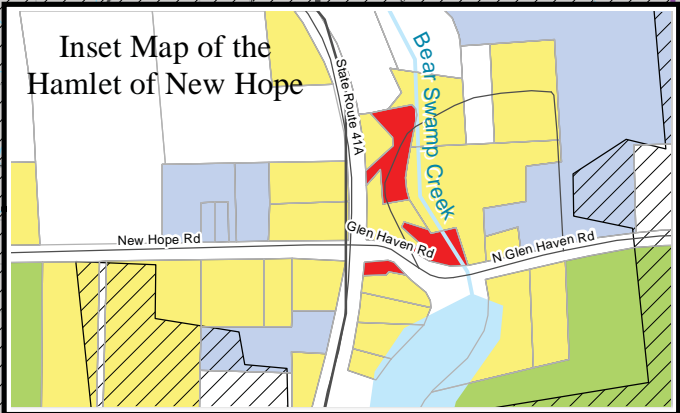 Inset Map of the
Hamlet of New Hope
State Route 41A
Bear Swamp Creek
New Hope Rd
Glen Haven Rd
N Glen Haven Rd